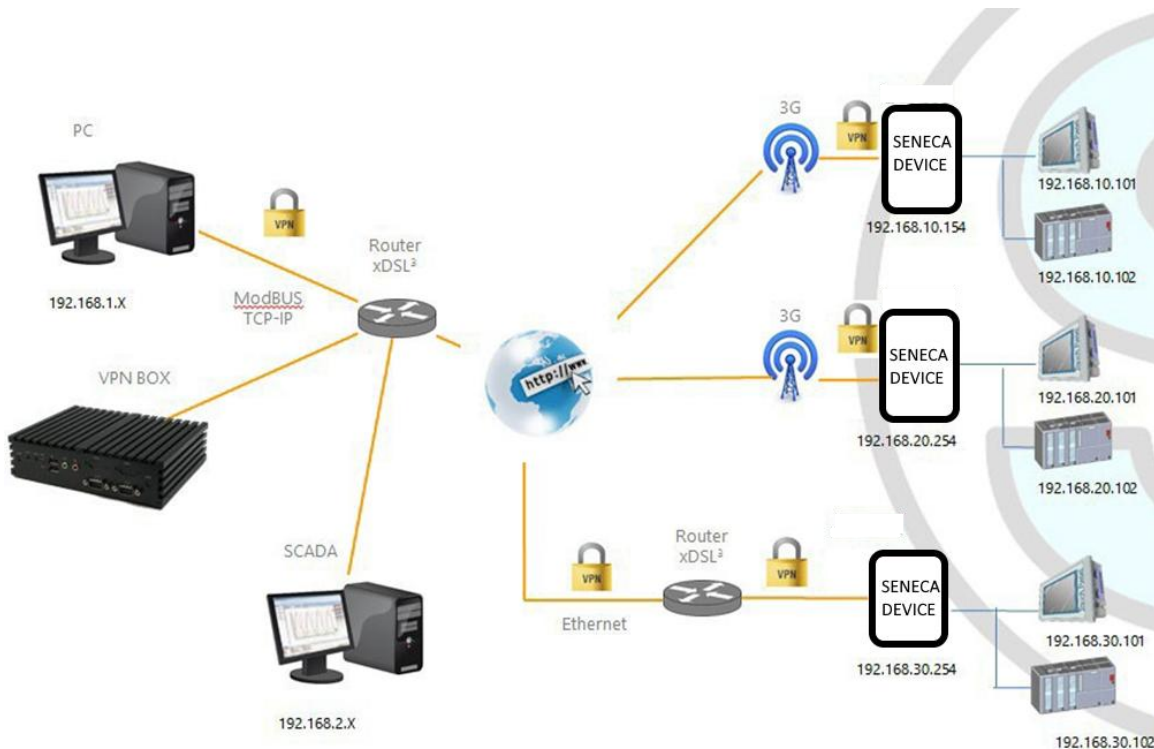 PC
VPN
192.168.1.X
ModBUS
TCP-IP
Router
xDSL³
VPN BOX
SCADA
192.168.2.X
http://www
3G
VPN
SENECA
DEVICE
192.168.10.154
192.168.10.101
192.168.10.102
3G
VPN
SENECA
DEVICE
192.168.20.254
192.168.20.101
192.168.20.102
VPN
Ethernet
Router
xDSL³
VPN
SENECA
DEVICE
192.168.30.254
192.168.30.101
192.168.30.102